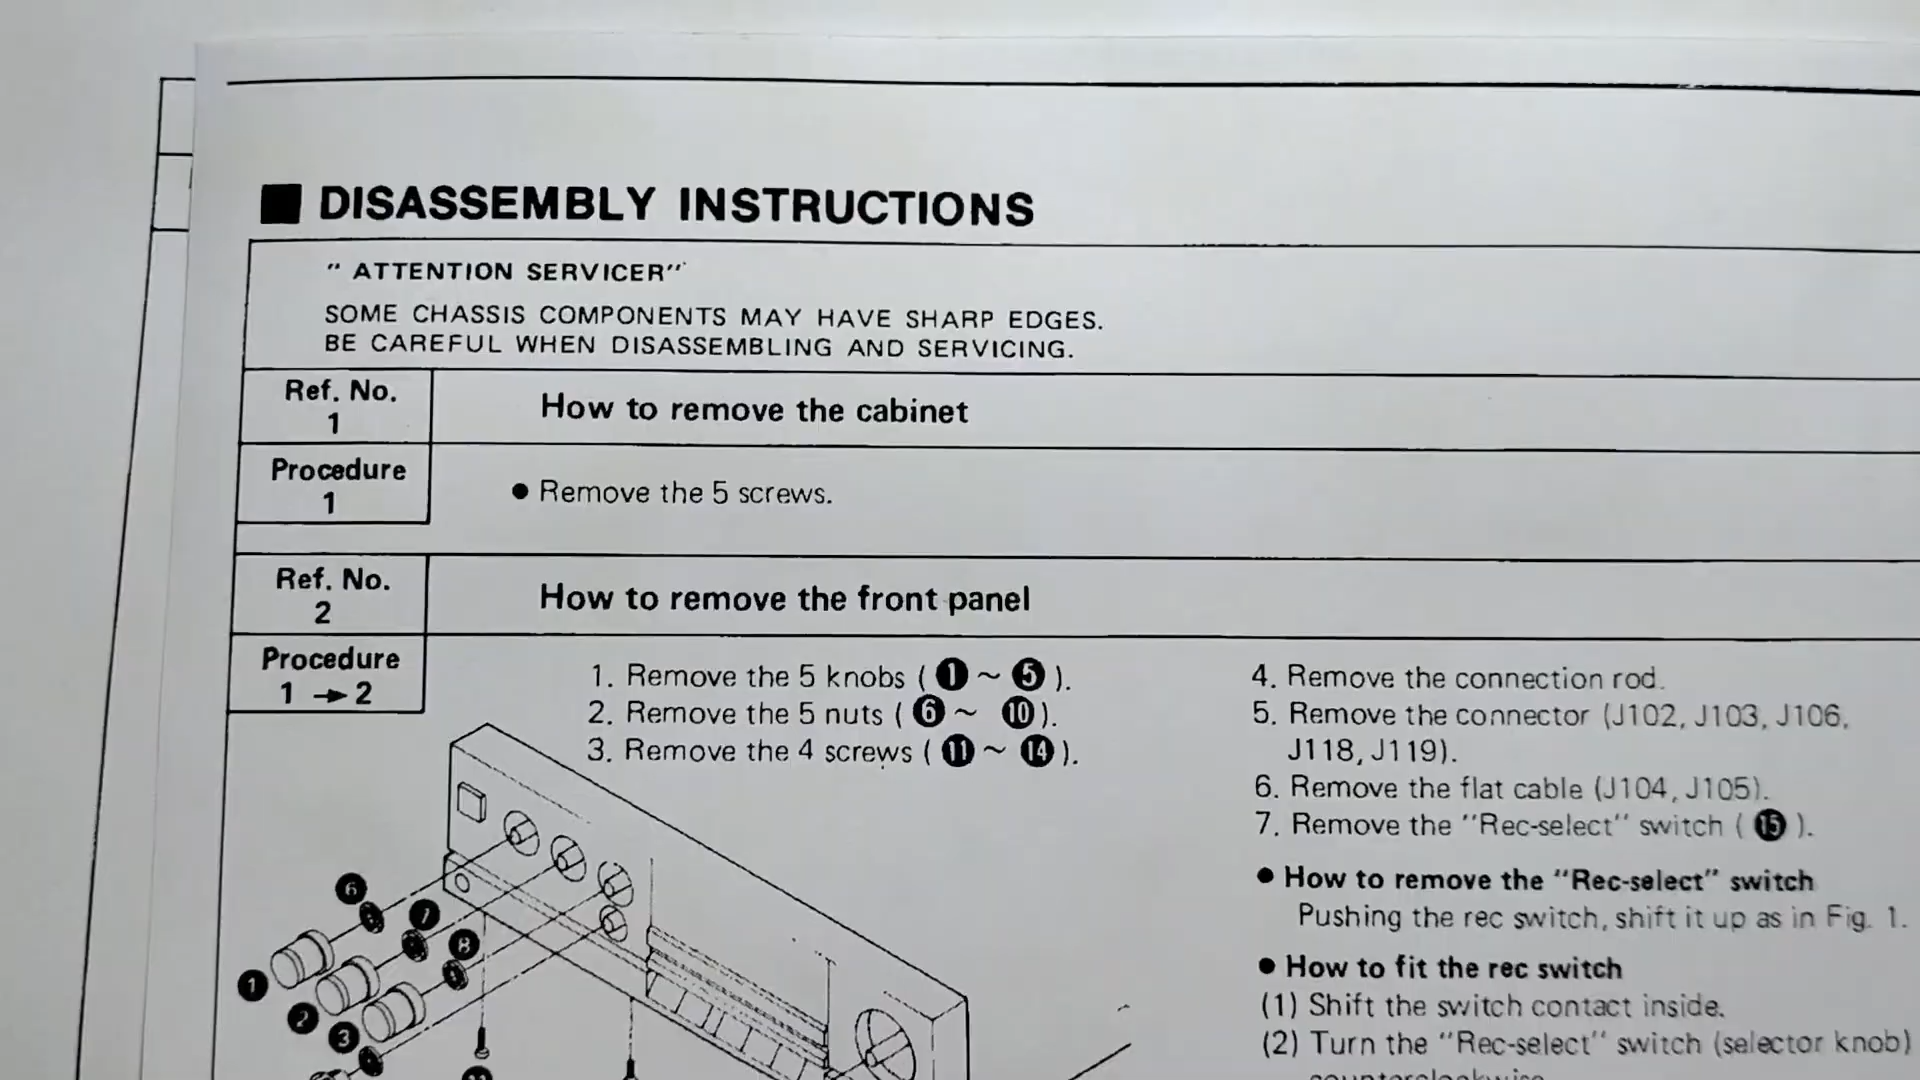 ■ DISASSEMBLY INSTRUCTIONS
" ATTENTION SERVICER"
SOME CHASSIS COMPONENTS MAY HAVE SHARP EDGES.
BE CAREFUL WHEN DISASSEMBLING AND SERVICING.
Ref. No.
1
How to remove the cabinet
Procedure
1
● Remove the 5 screws.
Ref. No.
2
How to remove the front panel
Procedure
1 → 2
1. Remove the 5 knobs ( ❶ ~ ❺ ).
2. Remove the 5 nuts ( ❻ ~ ❿ ).
3. Remove the 4 screws ( ⓫ ~ ⓮ ).
4. Remove the connection rod.
5. Remove the connector (J102, J103, J106,
J118, J119).
6. Remove the flat cable (J104, J105).
7. Remove the "Rec-select" switch ( ⓯ ).
● How to remove the "Rec-select" switch
Pushing the rec switch, shift it up as in Fig. 1.
● How to fit the rec switch
(1) Shift the switch contact inside.
(2) Turn the "Rec-select" switch (selector knob)
❻
❼
❽
❶
❷
❸